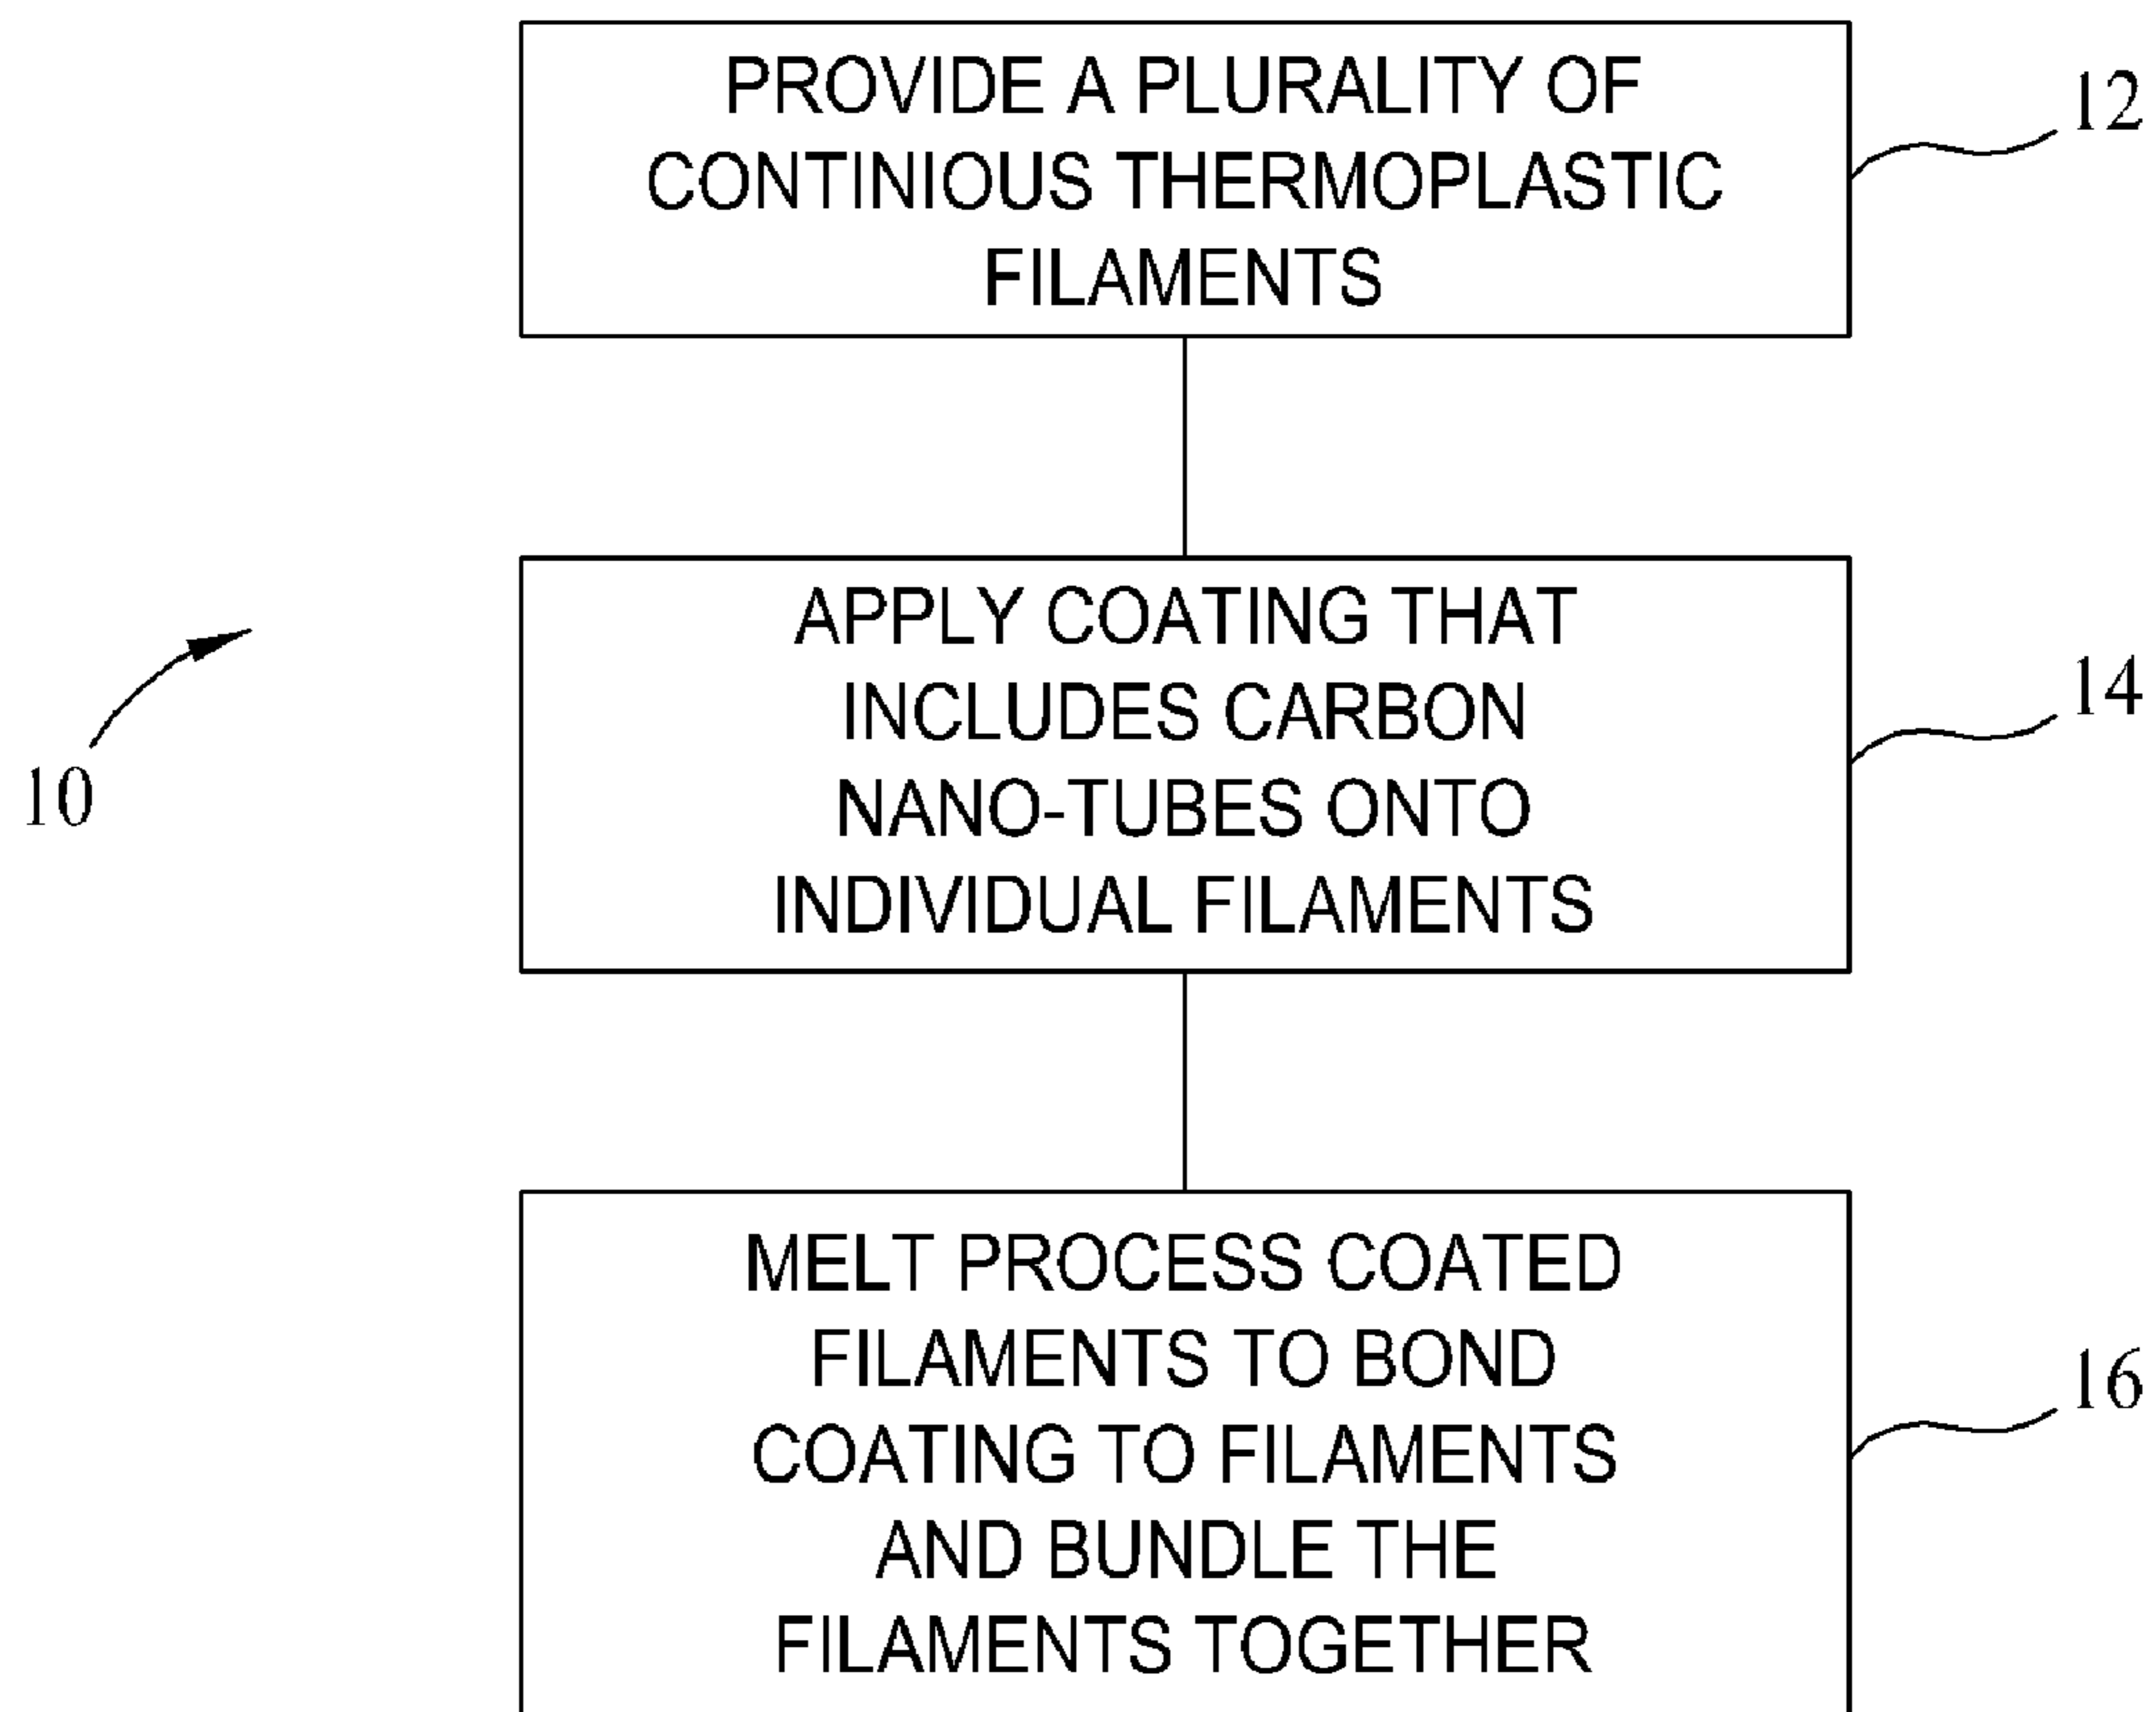 PROVIDE A PLURALITY OF
CONTINIOUS THERMOPLASTIC
FILAMENTS
12
APPLY COATING THAT
INCLUDES CARBON
NANO-TUBES ONTO
INDIVIDUAL FILAMENTS
14
10
MELT PROCESS COATED
FILAMENTS TO BOND
COATING TO FILAMENTS
AND BUNDLE THE
FILAMENTS TOGETHER
16